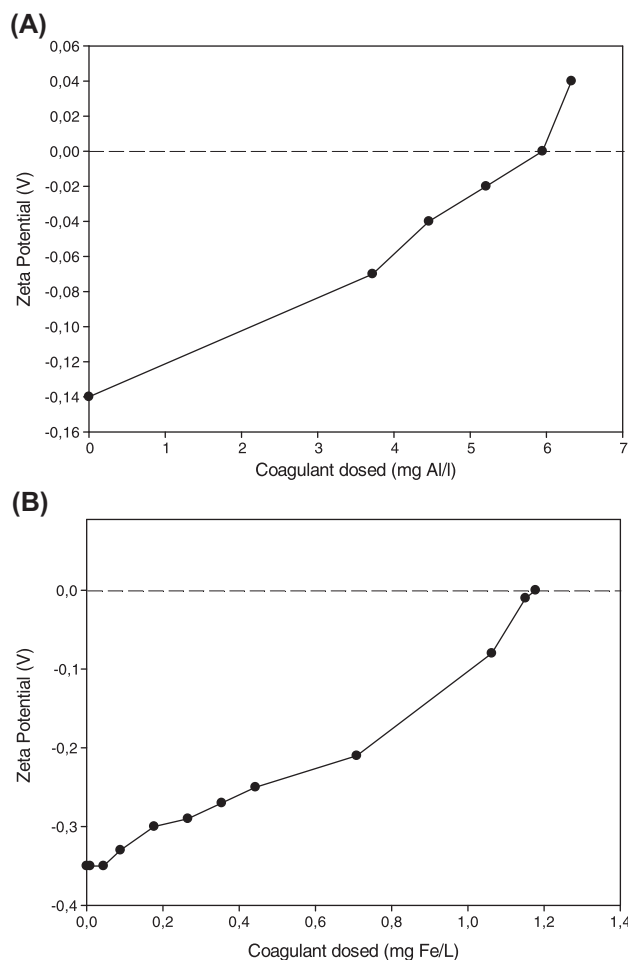 (A)
0,06
0,04
0,02
0,00
-0,02
-0,04
-0,06
-0,08
-0,10
-0,12
-0,14
-0,16
Zeta Potential (V)
0 1 2 3 4 5 6 7
Coagulant dosed (mg Al/l)
(B)
0,0
-0,1
-0,2
-0,3
-0,4
Zeta Potential (V)
0,0 0,2 0,4 0,6 0,8 1,0 1,2 1,4
Coagulant dosed (mg Fe/L)